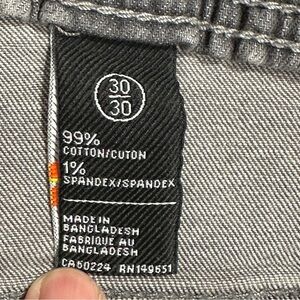 30
30
99%
COTTON/CUTON
1%
SPANDEX/SPANDEX
MADE IN
BANGLADESH
FABRIQUE AU
BANGLADESH
CA50224 RN149651